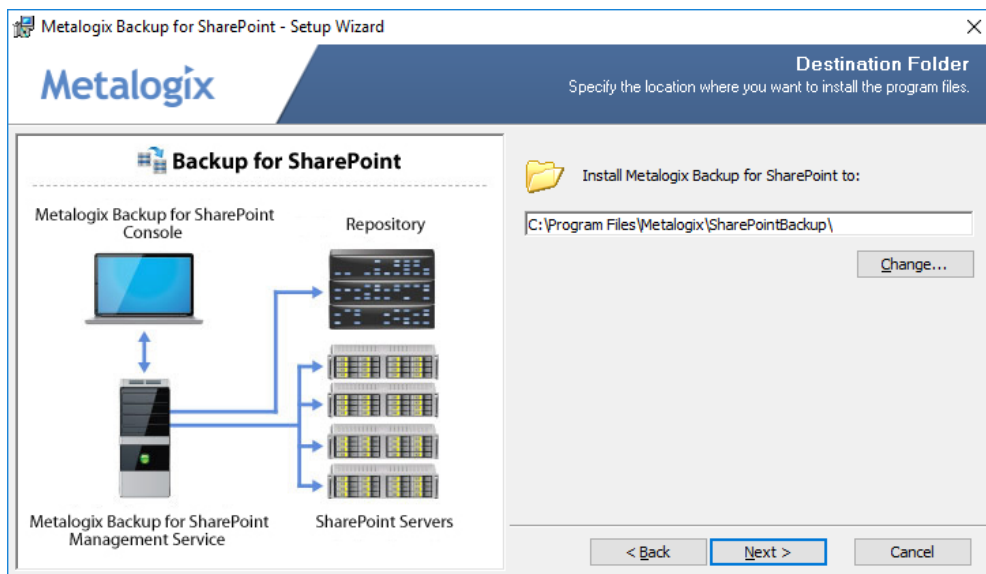 Metalogix Backup for SharePoint - Setup Wizard
Metalogix
Destination Folder
Specify the location where you want to install the program files.
Backup for SharePoint
Metalogix Backup for SharePoint
Console
Repository
Metalogix Backup for SharePoint
Management Service
SharePoint Servers
Install Metalogix Backup for SharePoint to:
C:\Program Files\Metalogix\SharePointBackup\
Change...
< Back
Next >
Cancel